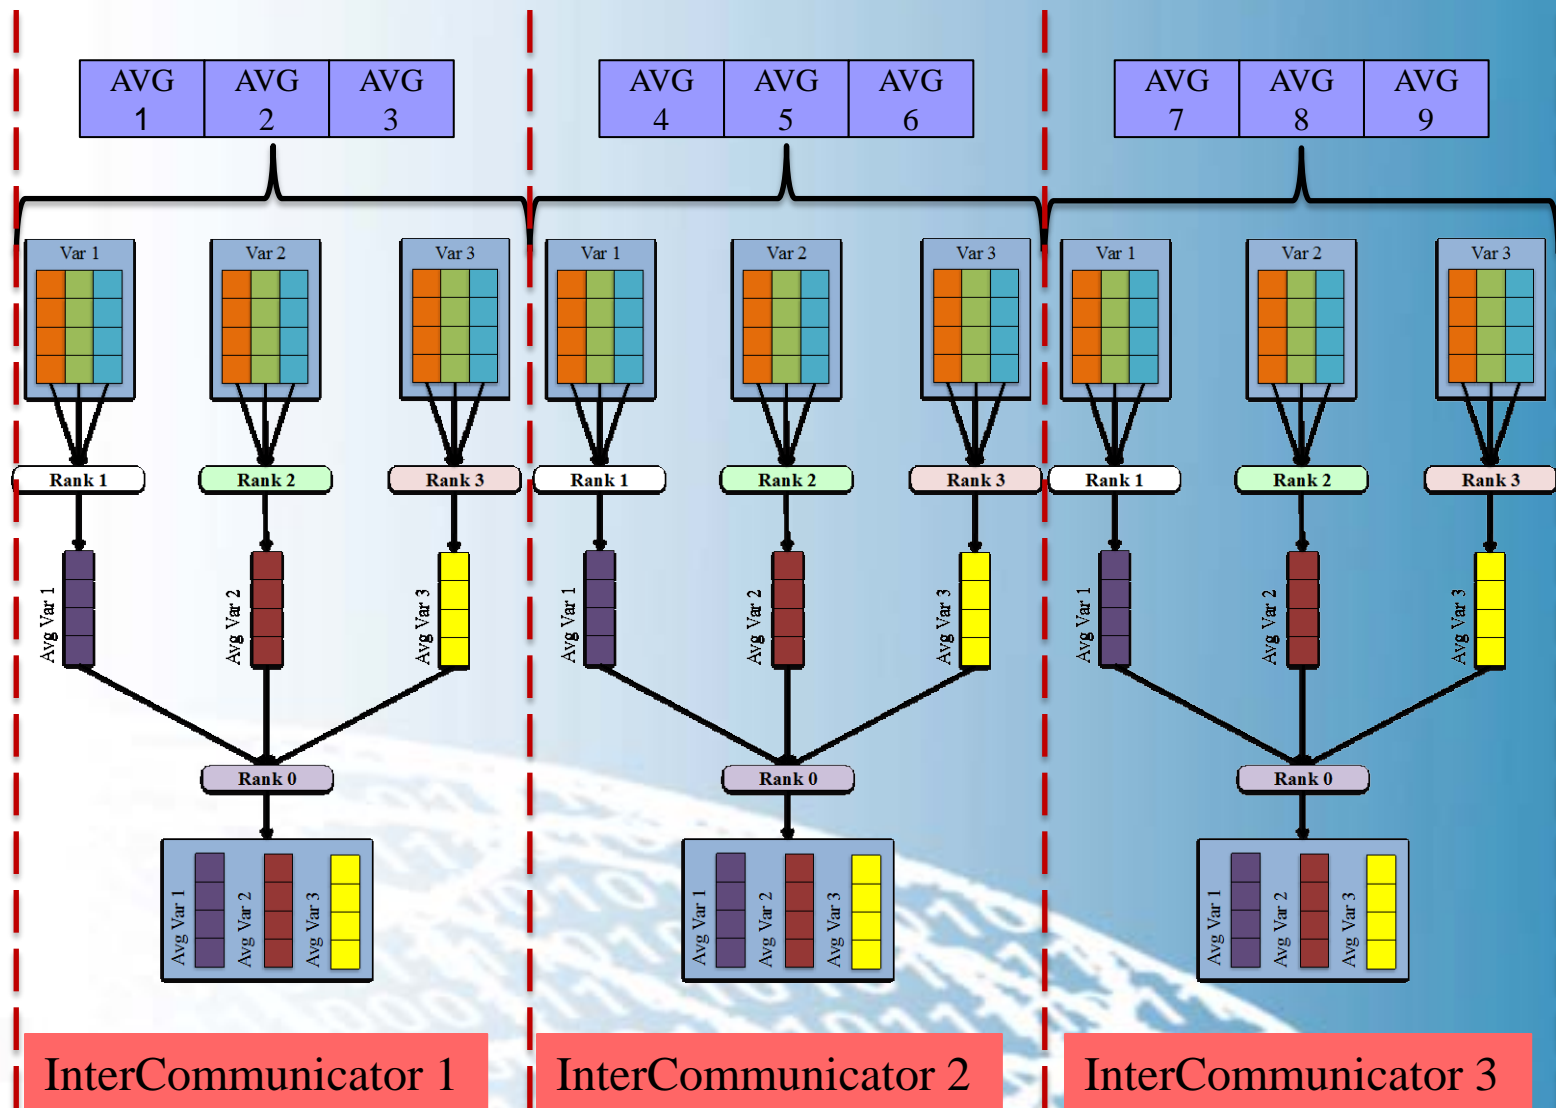 AVG 1
AVG 2
AVG 3
AVG 4
AVG 5
AVG 6
AVG 7
AVG 8
AVG 9
Var 1
Var 2
Var 3
Var 1
Var 2
Var 3
Var 1
Var 2
Var 3
Rank 1
Rank 2
Rank 3
Rank 1
Rank 2
Rank 3
Rank 1
Rank 2
Rank 3
Avg Var 1
Avg Var 2
Avg Var 3
Avg Var 1
Avg Var 2
Avg Var 3
Avg Var 1
Avg Var 2
Avg Var 3
Rank 0
Rank 0
Rank 0
Avg Var 1
Avg Var 2
Avg Var 3
Avg Var 1
Avg Var 2
Avg Var 3
Avg Var 1
Avg Var 2
Avg Var 3
InterCommunicator 1
InterCommunicator 2
InterCommunicator 3